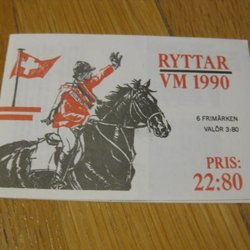 RYTTAR
VM 1990
6 FRIMÄRKEN
VALÖR 3:80
PRIS:
22:80